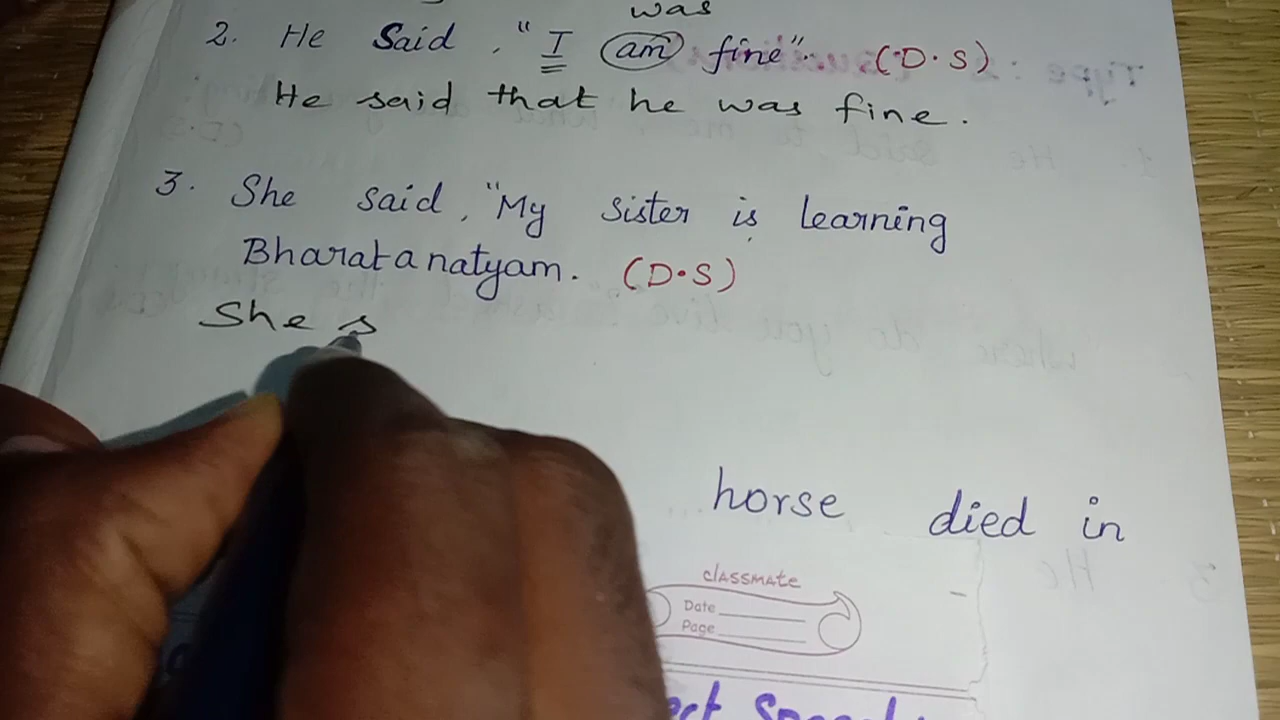 was
2. He Said, "I am fine". (D.S)
He said that he was fine.
3. She said, "My sister is learning
Bharatanatyam. (D.S)
She s
horse died in
classmate
Date
Page